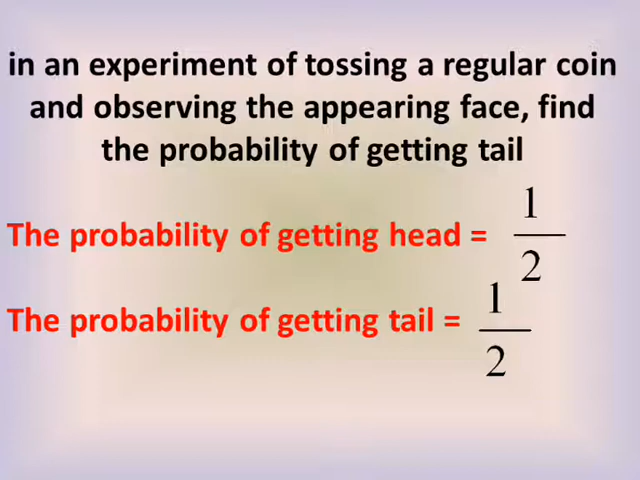 in an experiment of tossing a regular coin
and observing the appearing face, find
the probability of getting tail
The probability of getting head = 1/2
The probability of getting tail = 1/2